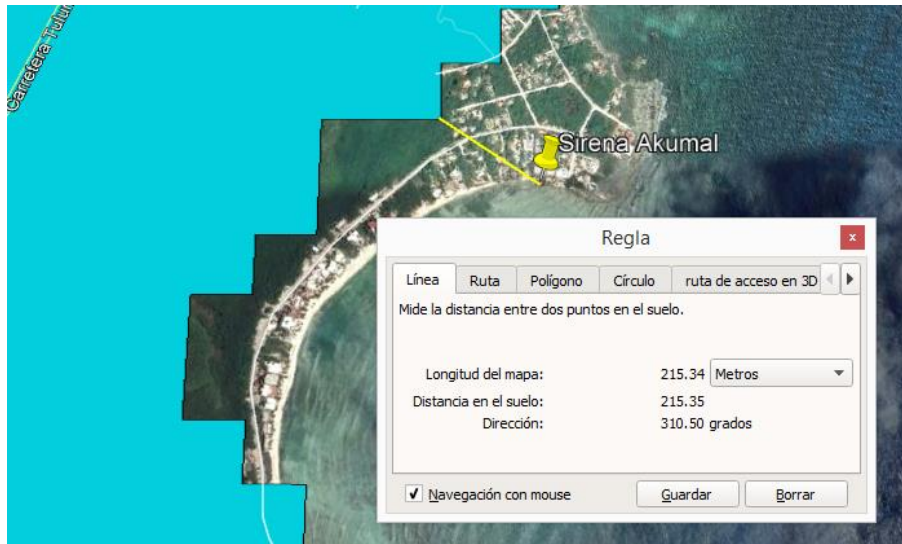 Carretera Tulum
Sirena Akumal
Regla
x
Línea Ruta Polígono Círculo ruta de acceso en 3D
Mide la distancia entre dos puntos en el suelo.
Longitud del mapa: 215.34 Metros
Distancia en el suelo: 215.35
Dirección: 310.50 grados
Navegación con mouse Guardar Borrar